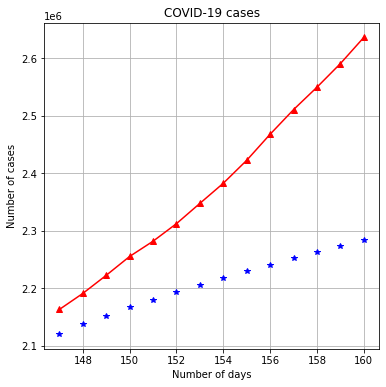 COVID-19 cases
1e6
2.6
2.5
2.4
2.3
2.2
2.1
Number of cases
148 150 152 154 156 158 160
Number of days